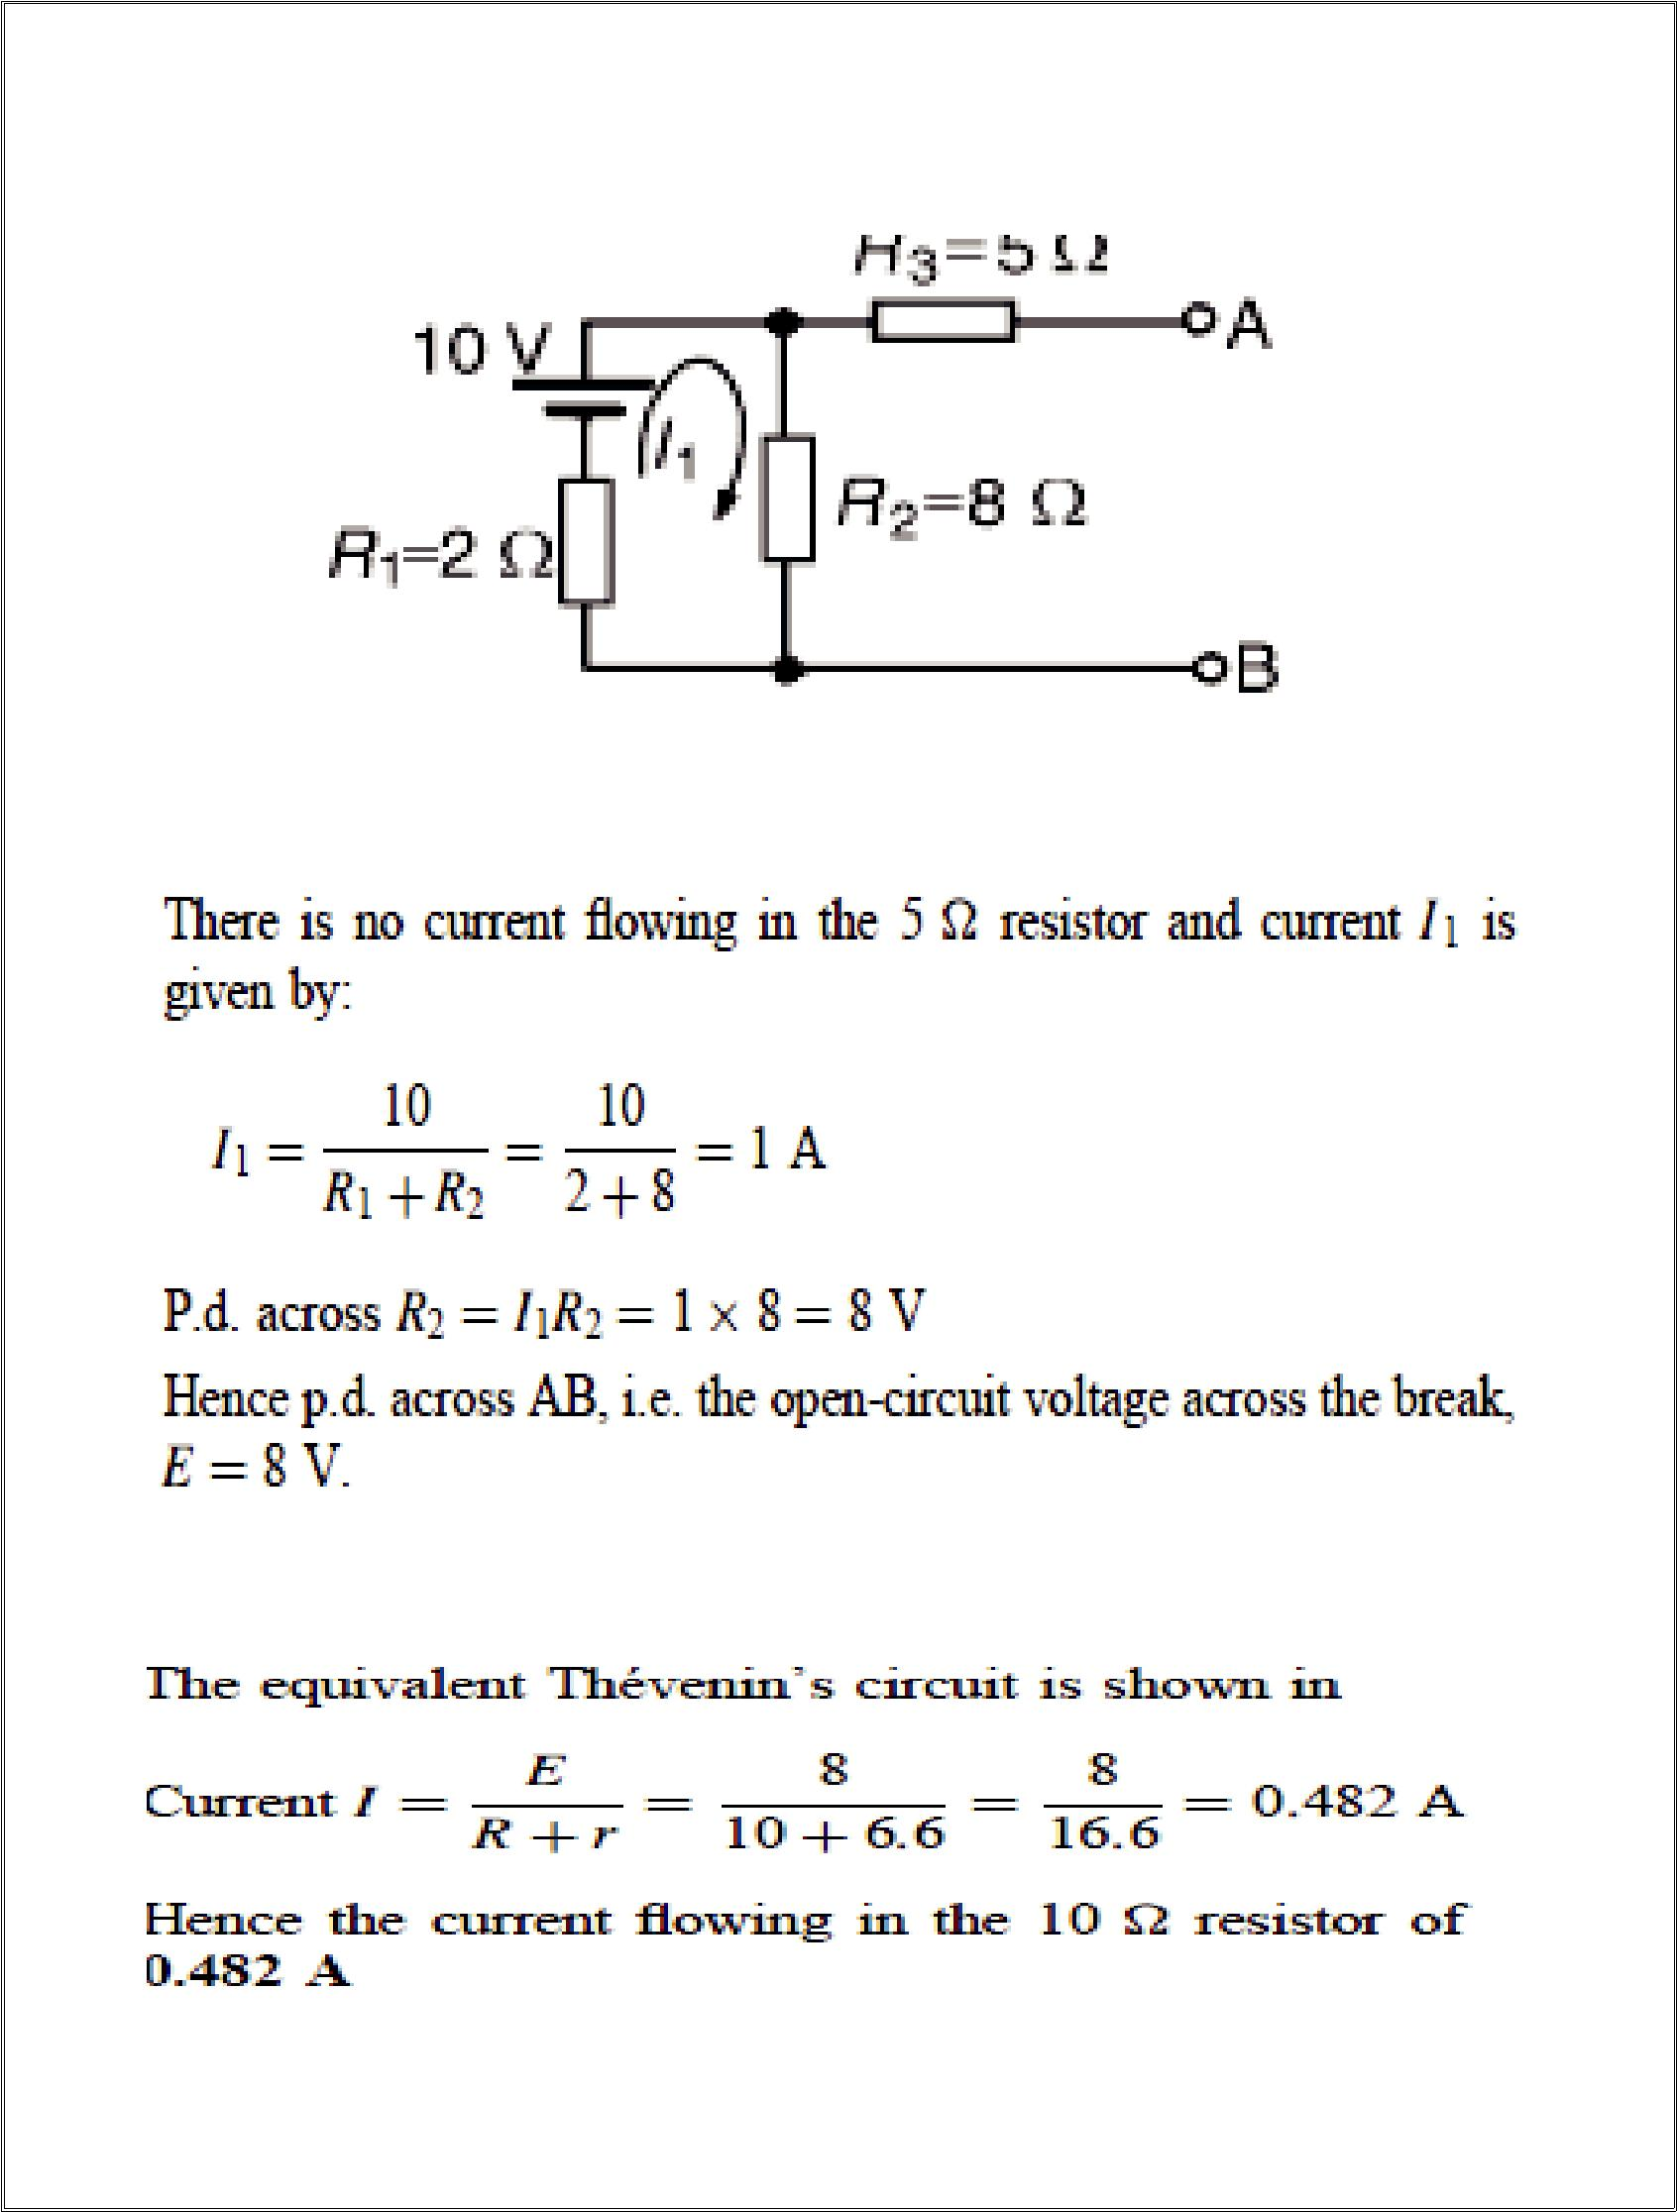 R3=5 Ω
10 V
A
I1
R2=8 Ω
R1=2 Ω
B
There is no current flowing in the 5 Ω resistor and current I1 is
given by:
I1 = 10 / (R1 + R2) = 10 / (2 + 8) = 1 A
P.d. across R2 = I1R2 = 1 × 8 = 8 V
Hence p.d. across AB, i.e. the open-circuit voltage across the break,
E = 8 V.
The equivalent Thévenin's circuit is shown in
Current I = E / (R + r) = 8 / (10 + 6.6) = 8 / 16.6 = 0.482 A
Hence the current flowing in the 10 Ω resistor of
0.482 A